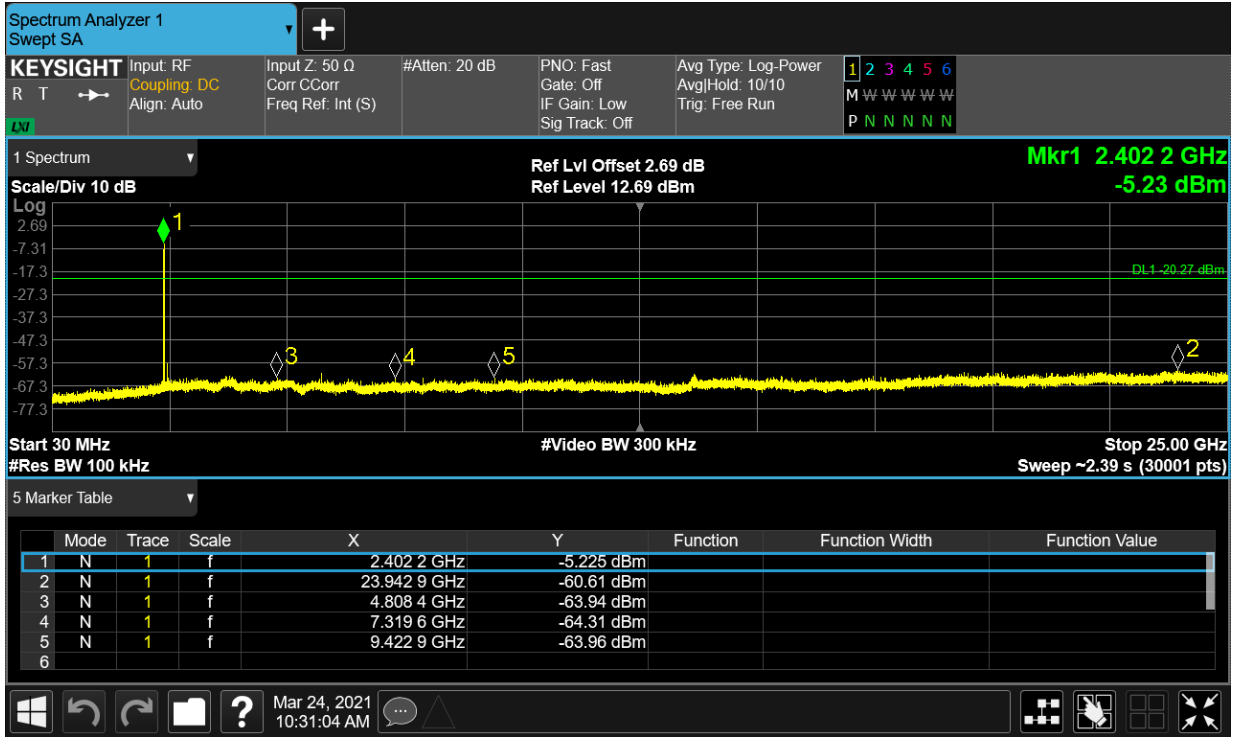 Spectrum Analyzer 1
Swept SA
+
KEYSIGHT
R T
LXI
Input: RF
Coupling: DC
Align: Auto
Input Z: 50 Ω
Corr CCorr
Freq Ref: Int (S)
#Atten: 20 dB
PNO: Fast
Gate: Off
IF Gain: Low
Sig Track: Off
Avg Type: Log-Power
Avg|Hold: 10/10
Trig: Free Run
1 2 3 4 5 6
M W W W W W
P N N N N N
1 Spectrum
Scale/Div 10 dB
Ref Lvl Offset 2.69 dB
Ref Level 12.69 dBm
Mkr1 2.402 2 GHz
-5.23 dBm
Log
2.69
-7.31
-17.3
-27.3
-37.3
-47.3
-57.3
-67.3
-77.3
1
DL1 -20.27 dBm
3
4
5
2
Start 30 MHz
#Video BW 300 kHz
Stop 25.00 GHz
#Res BW 100 kHz
Sweep ~2.39 s (30001 pts)
5 Marker Table
Mode Trace Scale X Y Function Function Width Function Value
1 N 1 f 2.402 2 GHz -5.225 dBm
2 N 1 f 23.942 9 GHz -60.61 dBm
3 N 1 f 4.808 4 GHz -63.94 dBm
4 N 1 f 7.319 6 GHz -64.31 dBm
5 N 1 f 9.422 9 GHz -63.96 dBm
6
?
Mar 24, 2021
10:31:04 AM